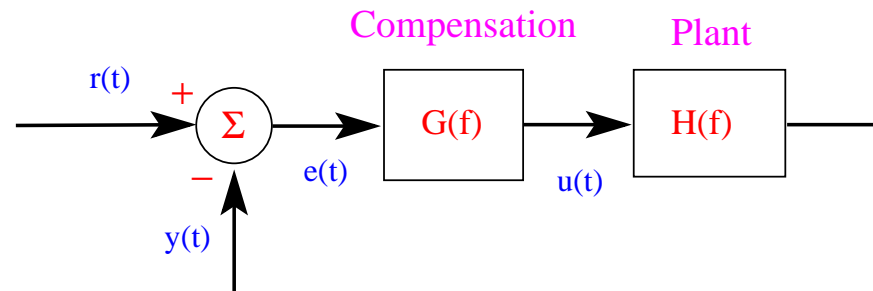 Compensation Plant
r(t)
+
Σ
G(f)
H(f)
−
e(t)
u(t)
y(t)